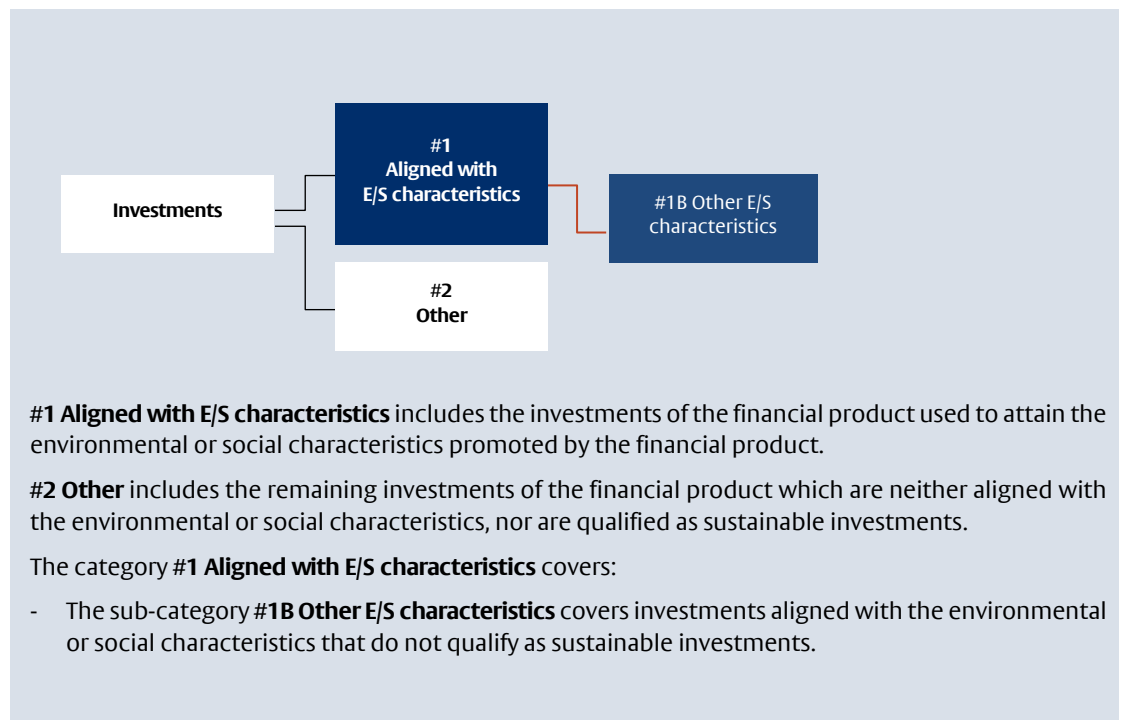 #1
Aligned with
E/S characteristics
Investments
#1B Other E/S
characteristics
#2
Other
#1 Aligned with E/S characteristics includes the investments of the financial product used to attain the
environmental or social characteristics promoted by the financial product.
#2 Other includes the remaining investments of the financial product which are neither aligned with
the environmental or social characteristics, nor are qualified as sustainable investments.
The category #1 Aligned with E/S characteristics covers:
- The sub-category #1B Other E/S characteristics covers investments aligned with the environmental
or social characteristics that do not qualify as sustainable investments.